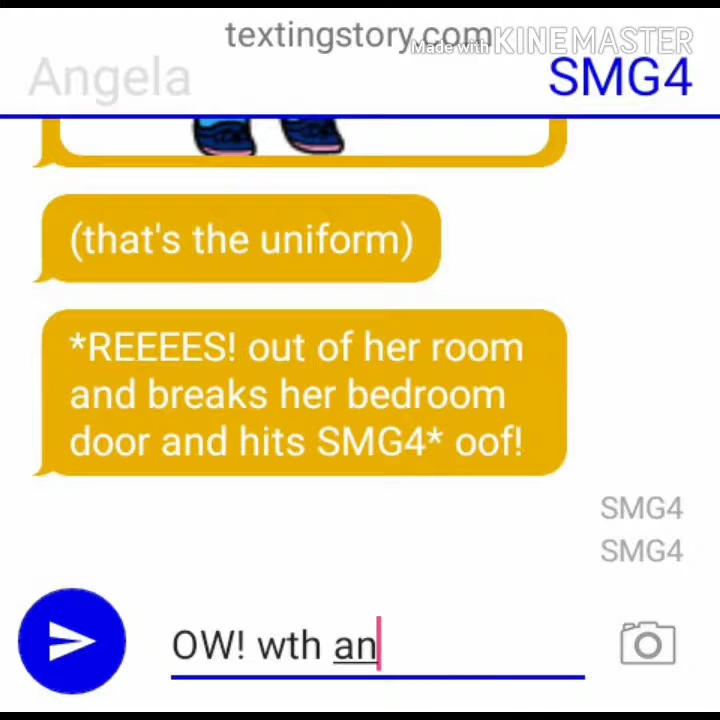 textingstory.com
Made with KINEMASTER
Angela SMG4
(that's the uniform)
*REEEES! out of her room
and breaks her bedroom
door and hits SMG4* oof!
SMG4
SMG4
OW! wth an